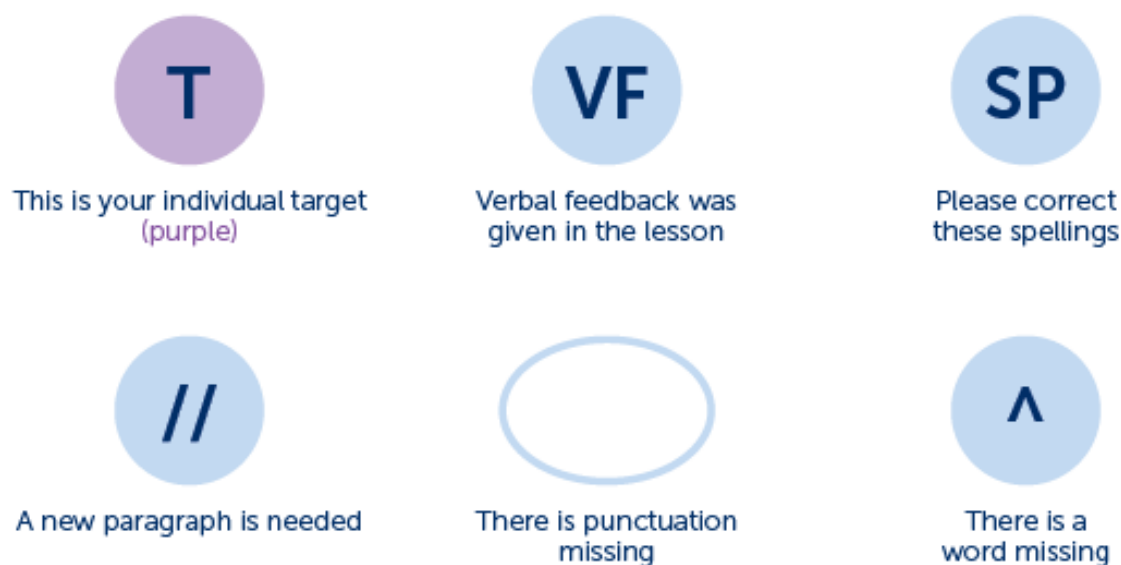 T
This is your individual target
(purple)
VF
Verbal feedback was
given in the lesson
SP
Please correct
these spellings
//
A new paragraph is needed
There is punctuation
missing
^
There is a
word missing